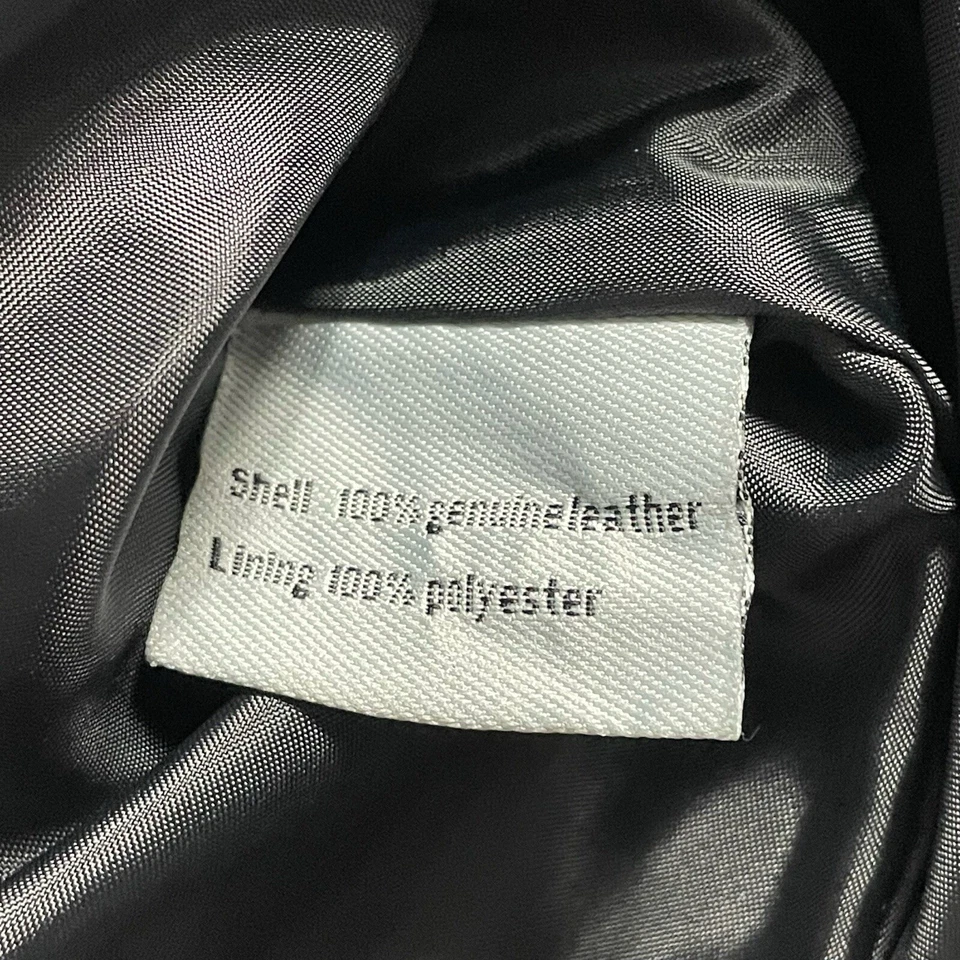 Shell 100% genuine leather
Lining 100% polyester